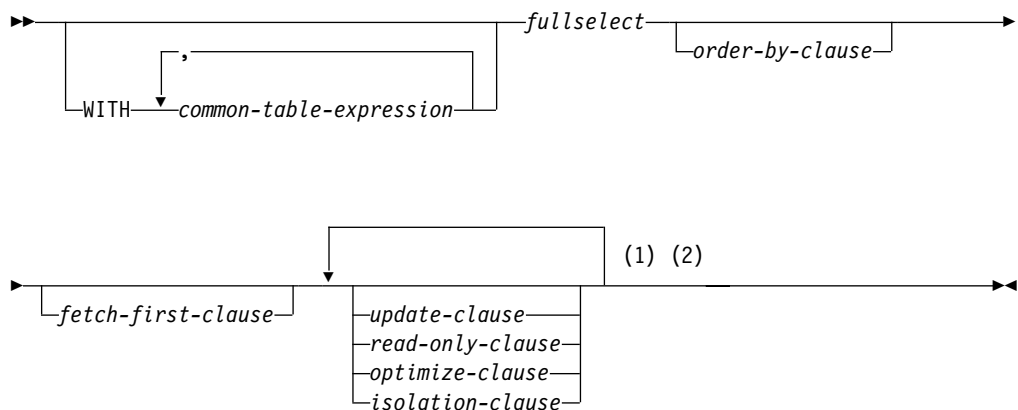 fullselect
order-by-clause
,
WITH common-table-expression
(1) (2)
fetch-first-clause
update-clause
read-only-clause
optimize-clause
isolation-clause